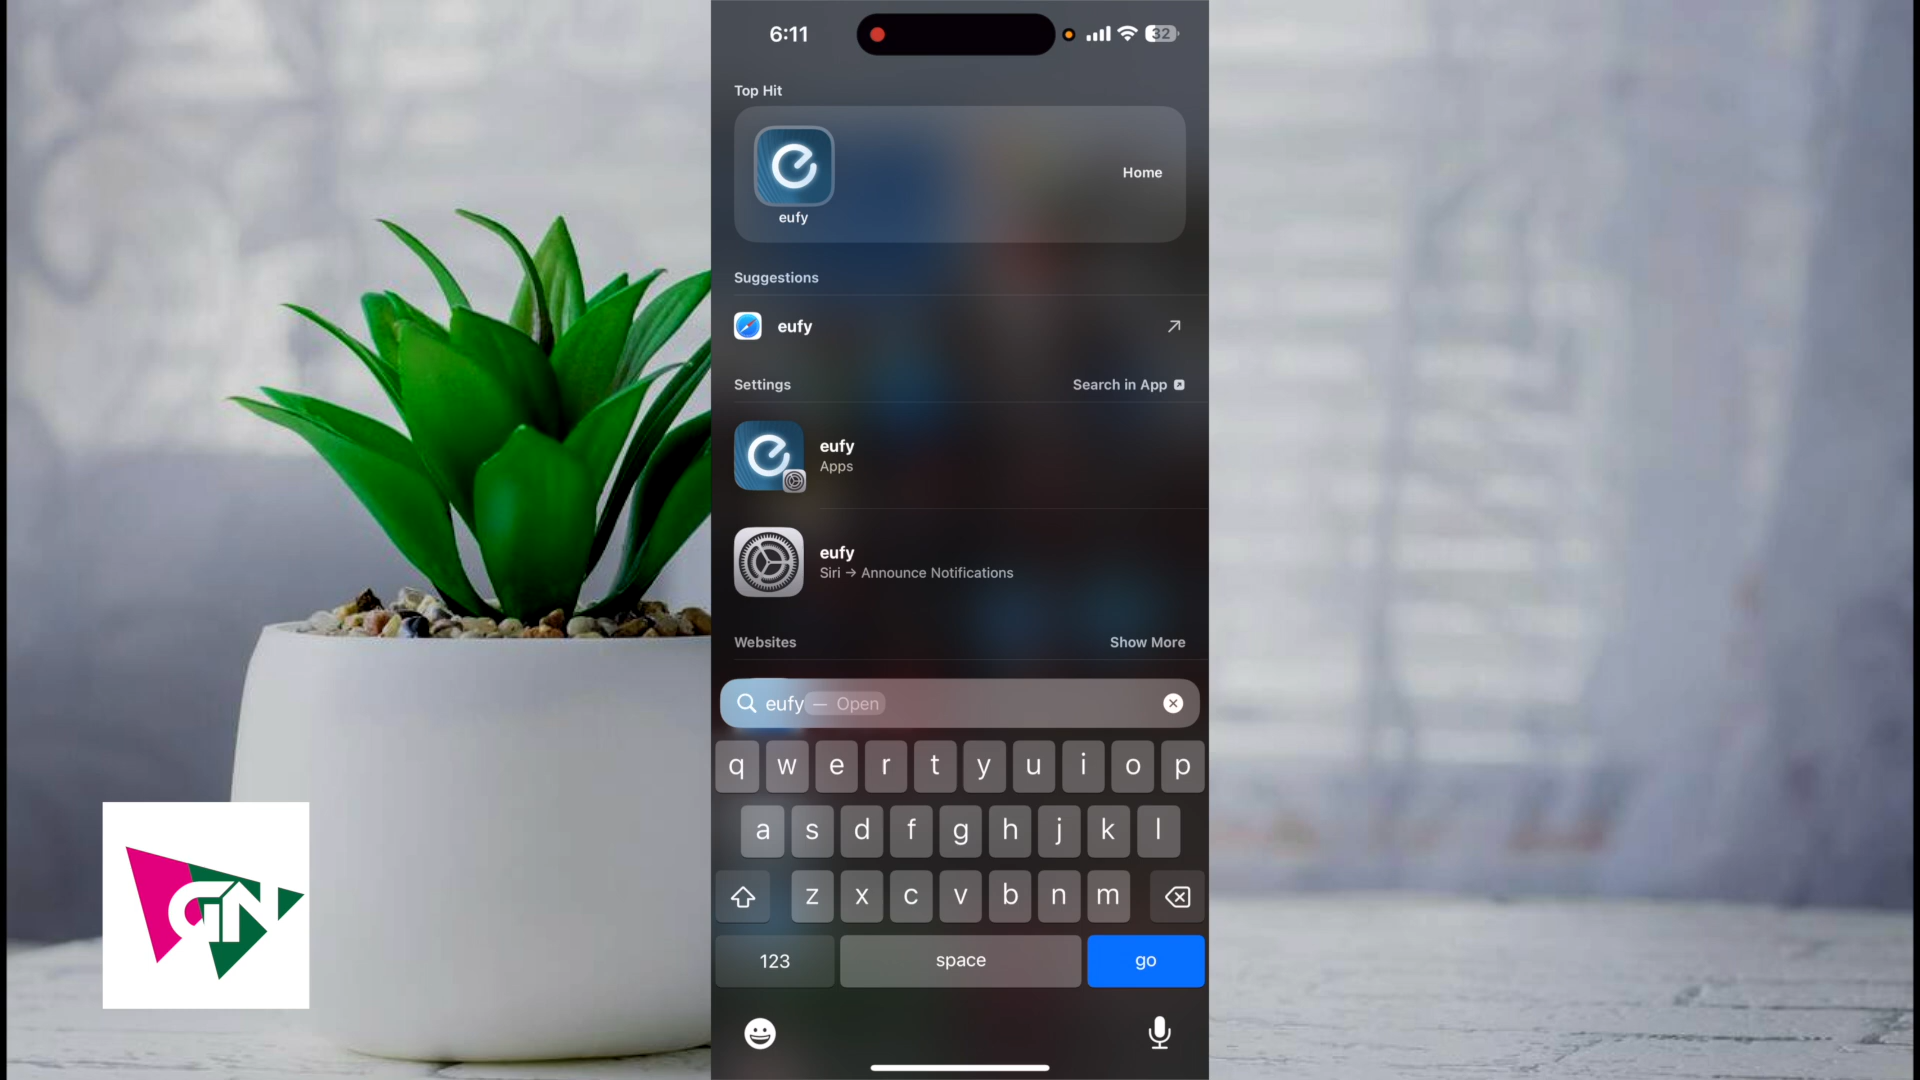 6:11
32
Top Hit
eufy
Home
Suggestions
eufy
Settings
Search in App
eufy
Apps
eufy
Siri → Announce Notifications
Websites
Show More
eufy — Open
q w e r t y u i o p
a s d f g h j k l
z x c v b n m
123
space
go
GN